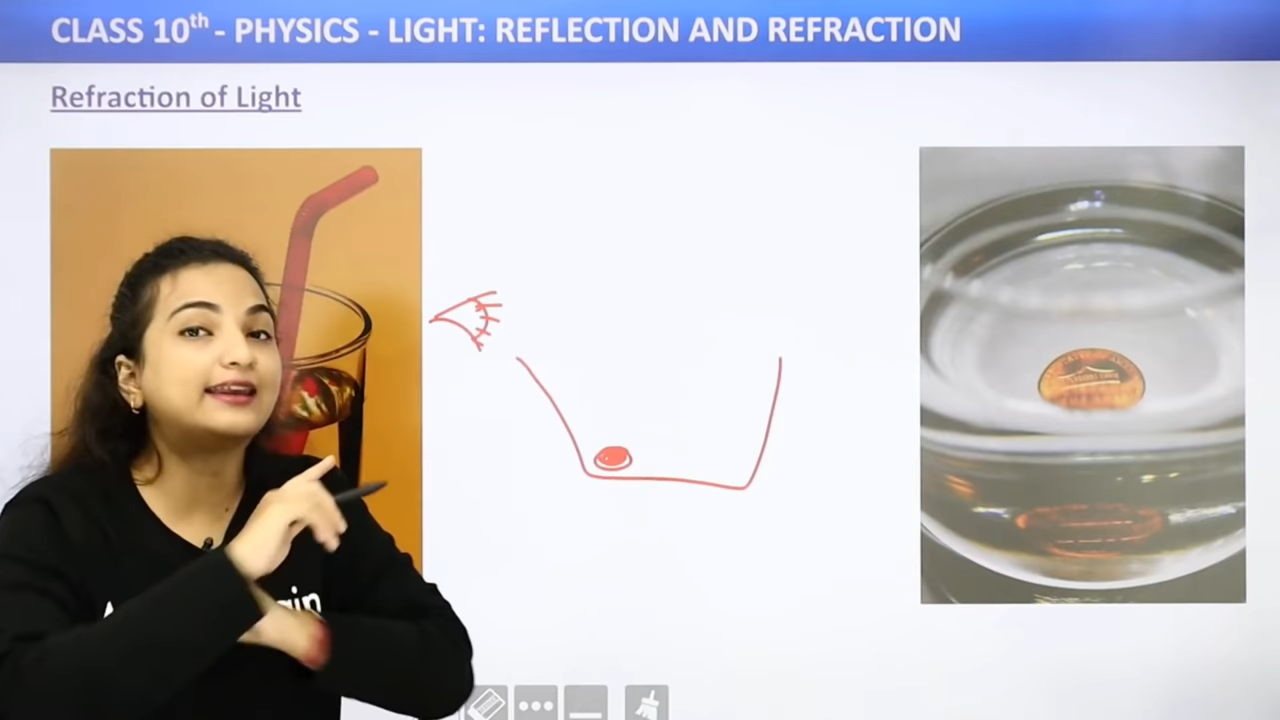 CLASS 10th - PHYSICS - LIGHT: REFLECTION AND REFRACTION
Refraction of Light